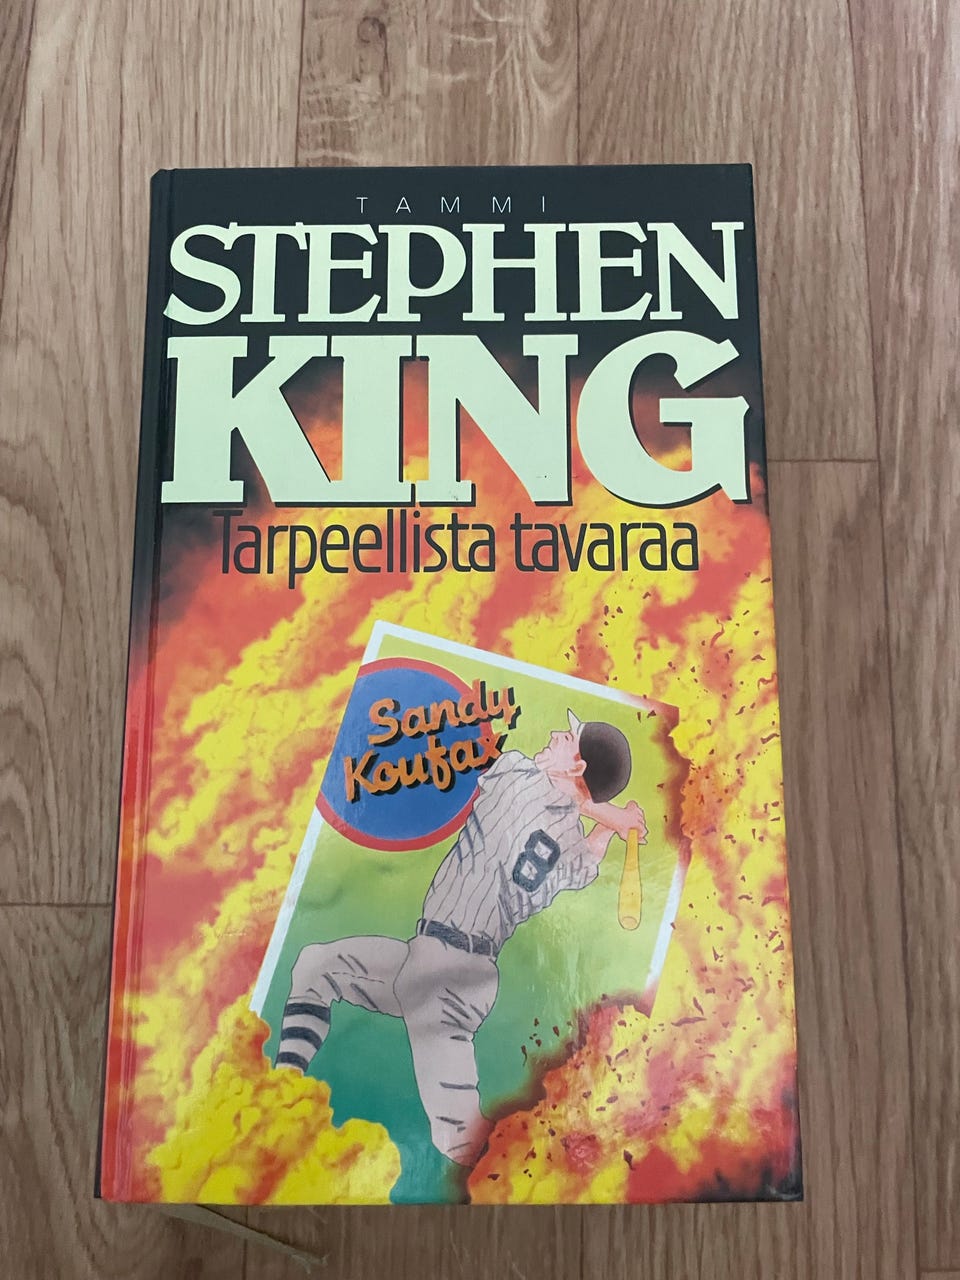 TAMMI
STEPHEN
KING
Tarpeellista tavaraa
Sandy
Koufax
8